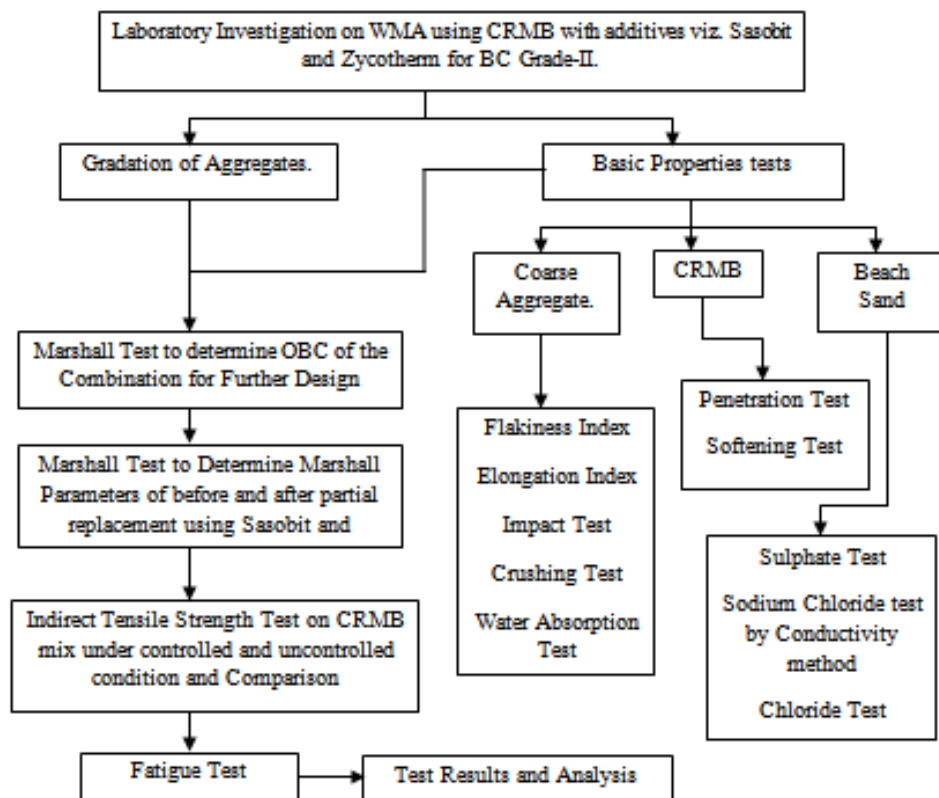 Laboratory Investigation on WMA using CRMB with additives viz. Sasobit
and Zycotherm for BC Grade-II.
Gradation of Aggregates.
Basic Properties tests
Coarse
Aggregate.
CRMB
Beach
Sand
Marshall Test to determine OBC of the
Combination for Further Design
Penetration Test
Softening Test
Flakiness Index
Elongation Index
Impact Test
Crushing Test
Water Absorption
Test
Marshall Test to Determine Marshall
Parameters of before and after partial
replacement using Sasobit and
Sulphate Test
Sodium Chloride test
by Conductivity
method
Chloride Test
Indirect Tensile Strength Test on CRMB
mix under controlled and uncontrolled
condition and Comparison
Fatigue Test
Test Results and Analysis